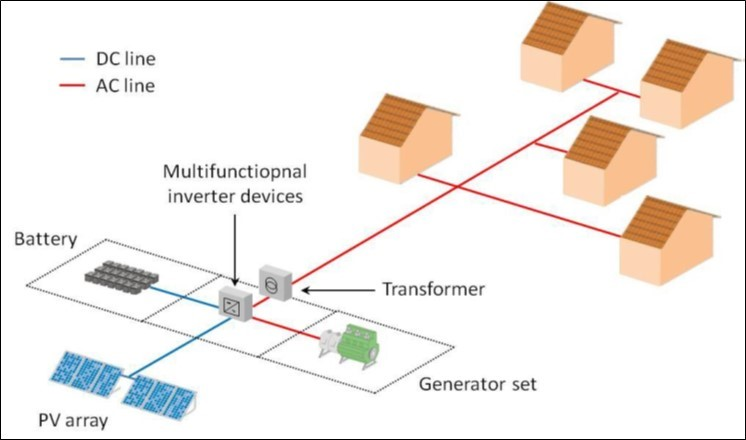 DC line
AC line
Multifunctiopnal
inverter devices
Battery
Transformer
Generator set
PV array